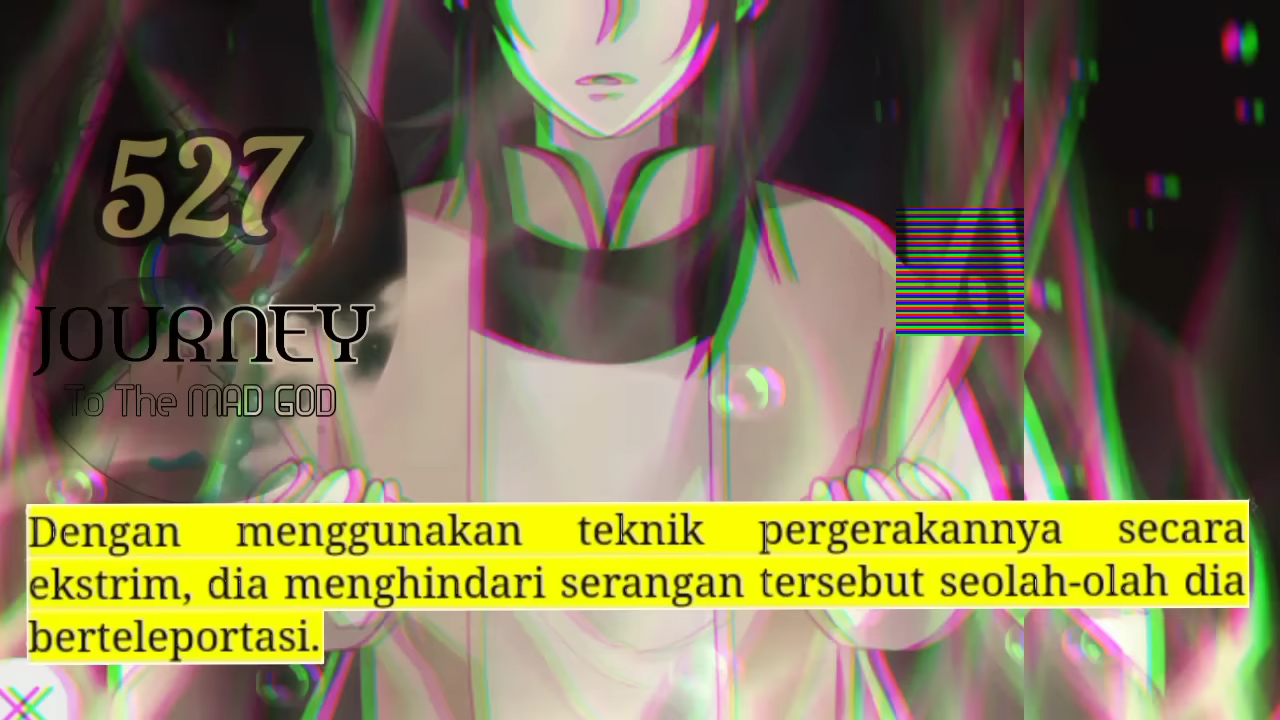 527
JOURNEY
To The MAD GOD
Dengan menggunakan teknik pergerakannya secara
ekstrim, dia menghindari serangan tersebut seolah-olah dia
berteleportasi.